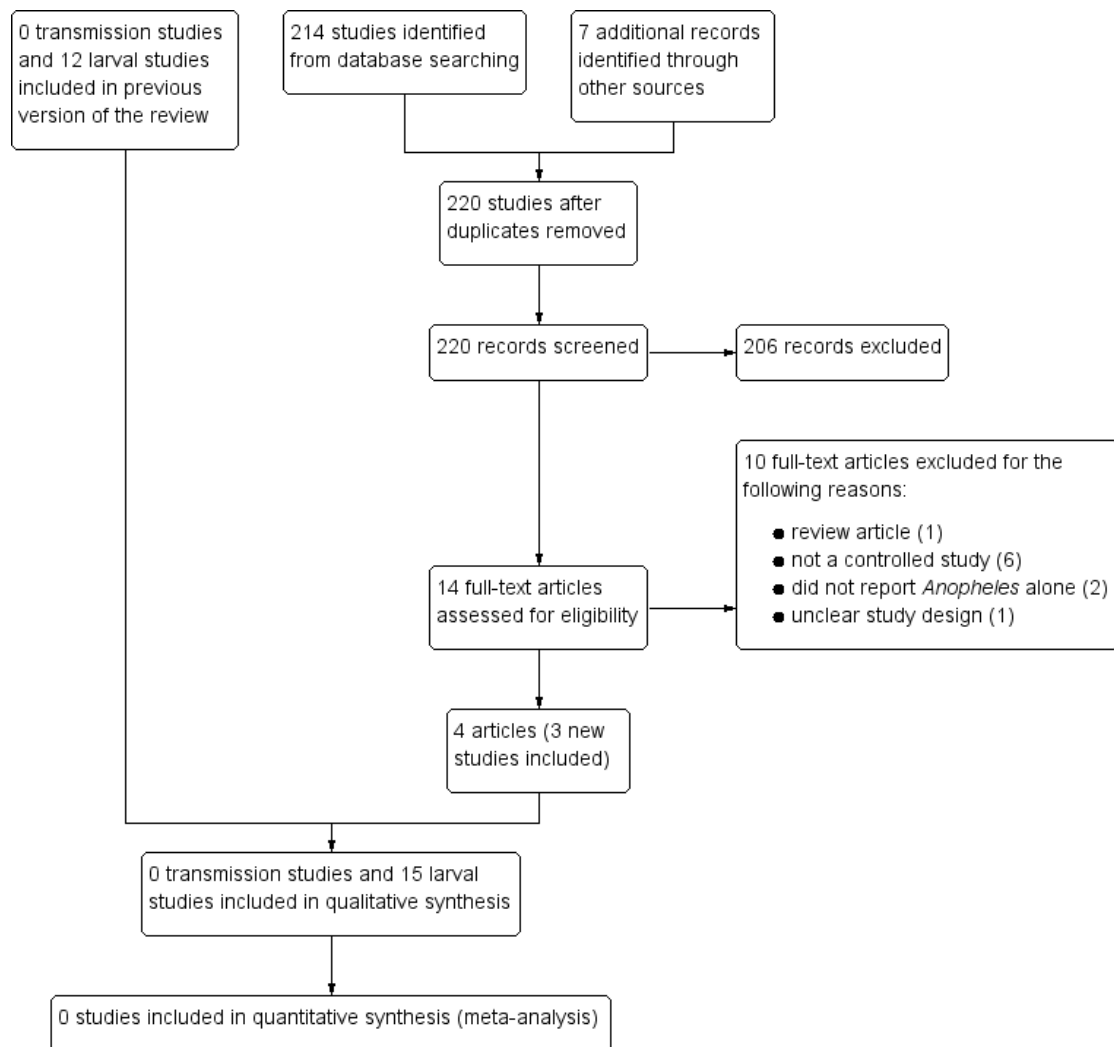 0 transmission studies
and 12 larval studies
included in previous
version of the review
214 studies identified
from database searching
7 additional records
identified through
other sources
220 studies after
duplicates removed
220 records screened
206 records excluded
10 full-text articles excluded for the
following reasons:
● review article (1)
● not a controlled study (6)
● did not report Anopheles alone (2)
● unclear study design (1)
14 full-text articles
assessed for eligibility
4 articles (3 new
studies included)
0 transmission studies and 15 larval
studies included in qualitative synthesis
0 studies included in quantitative synthesis (meta-analysis)